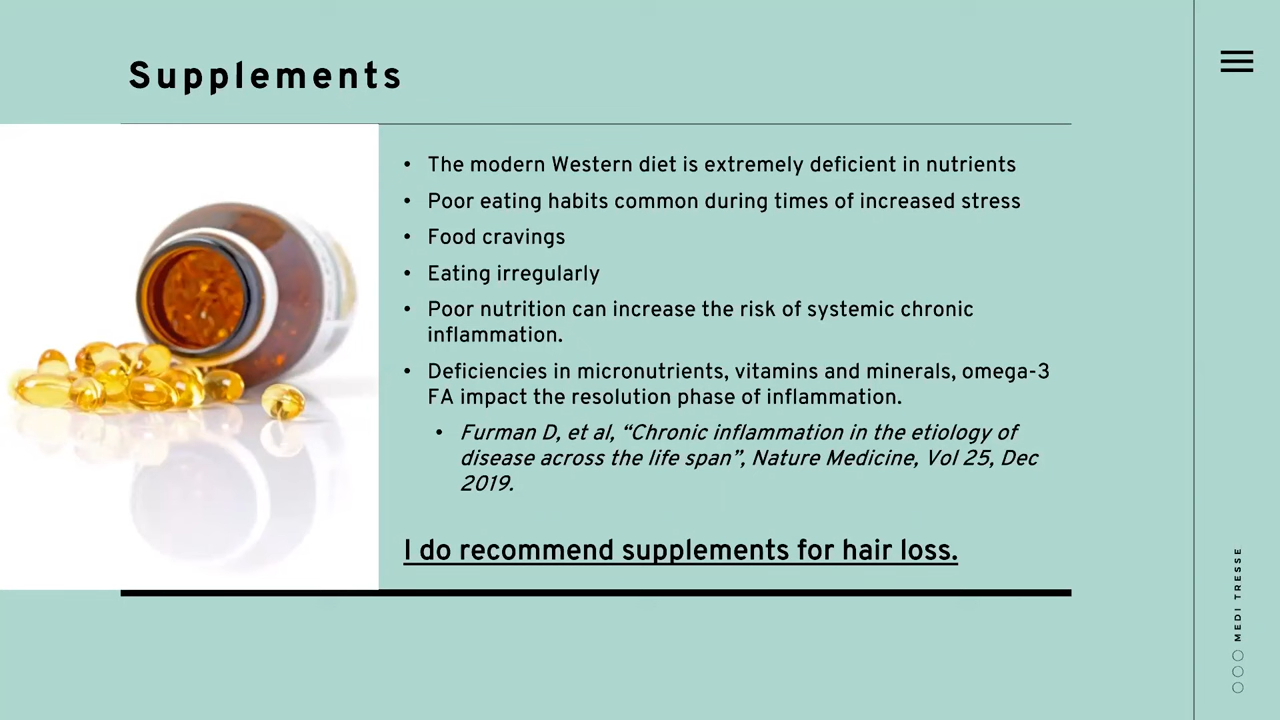 Supplements
• The modern Western diet is extremely deficient in nutrients
• Poor eating habits common during times of increased stress
• Food cravings
• Eating irregularly
• Poor nutrition can increase the risk of systemic chronic
inflammation.
• Deficiencies in micronutrients, vitamins and minerals, omega-3
FA impact the resolution phase of inflammation.
• Furman D, et al, “Chronic inflammation in the etiology of
disease across the life span”, Nature Medicine, Vol 25, Dec
2019.
I do recommend supplements for hair loss.
MEDI TRESSE